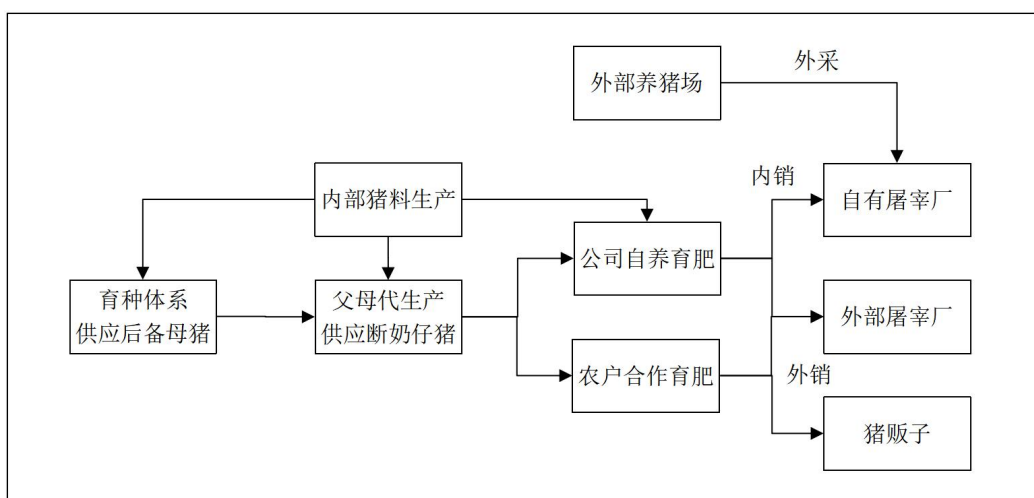 外部养猪场
外采
内部猪料生产
内销
自有屠宰厂
公司自养育肥
育种体系
供应后备母猪
父母代生产
供应断奶仔猪
外部屠宰厂
农户合作育肥
外销
猪贩子